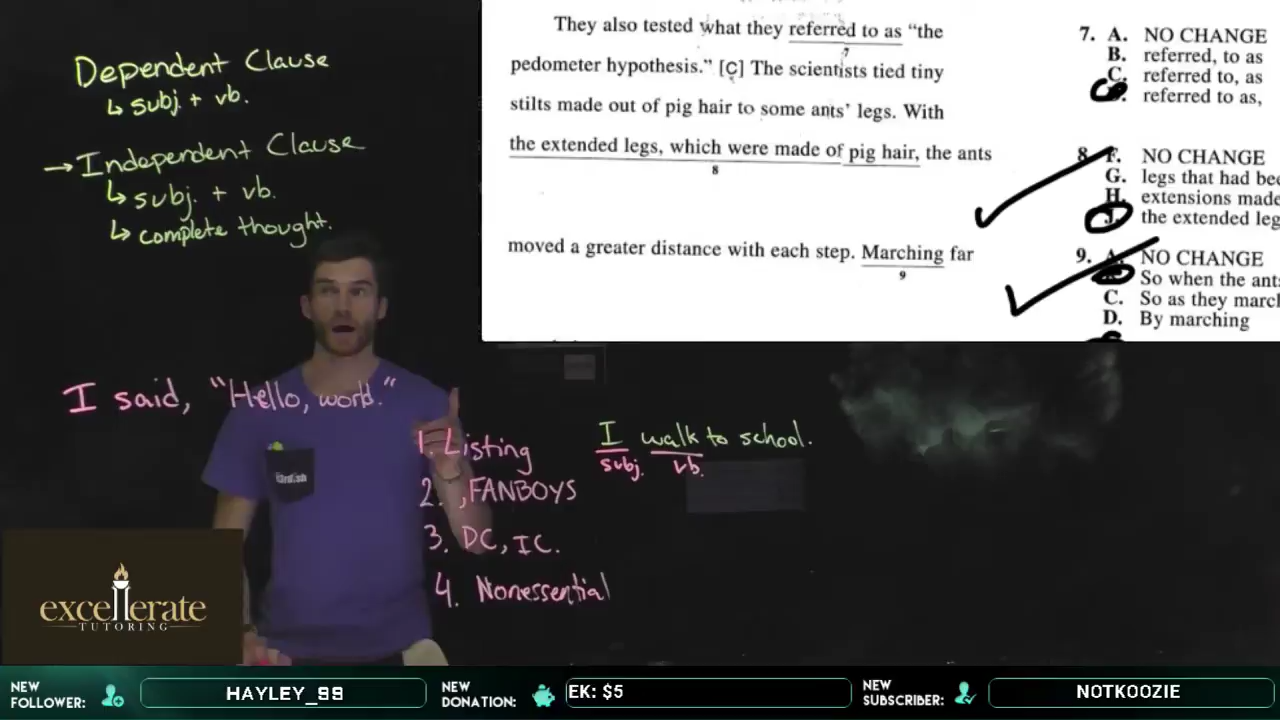 Dependent Clause
↳ subj. + vb.
→ Independent Clause
↳ subj. + vb.
↳ complete thought.
I said, "Hello, world."
1. Listing
2. , FANBOYS
3. DC, IC.
4. Nonessential
I walk to school.
subj. vb.
They also tested what they referred to as “the
7
pedometer hypothesis.” [C] The scientists tied tiny
stilts made out of pig hair to some ants’ legs. With
the extended legs, which were made of pig hair, the ants
8
moved a greater distance with each step. Marching far
9
7. A. NO CHANGE
B. referred, to as
C. referred to, as
referred to as,
8. F. NO CHANGE
G. legs that had bee
H. extensions made
J. the extended leg
9. A. NO CHANGE
So when the ants
C. So as they march
D. By marching
excellerate
TUTORING
NEW FOLLOWER: HAYLEY_99
NEW DONATION: EK: $5
NEW SUBSCRIBER: NOTKOOZIE